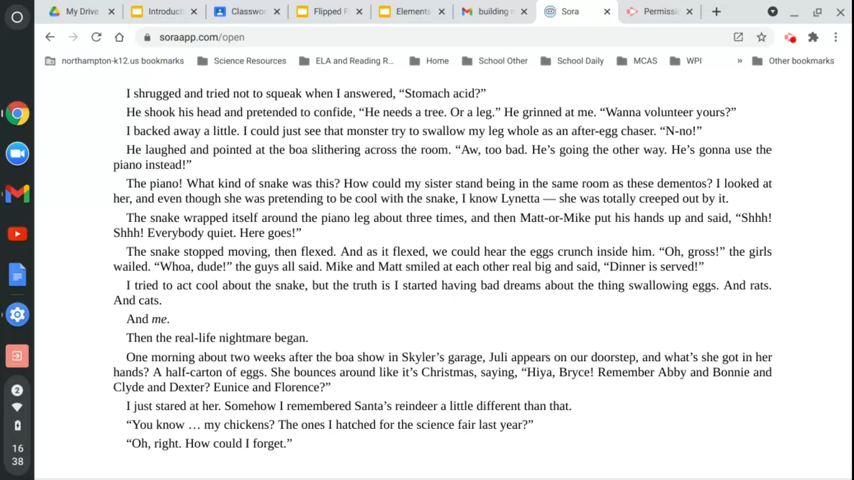 My Drive
Introduct
Classwor
Flipped F
Elements
building n
Sora
Permissi
soraapp.com/open
northampton-k12.us bookmarks
Science Resources
ELA and Reading R...
Home
School Other
School Daily
MCAS
WPI
»
Other bookmarks
I shrugged and tried not to squeak when I answered, “Stomach acid?”
He shook his head and pretended to confide, “He needs a tree. Or a leg.” He grinned at me. “Wanna volunteer yours?”
I backed away a little. I could just see that monster try to swallow my leg whole as an after-egg chaser. “N-no!”
He laughed and pointed at the boa slithering across the room. “Aw, too bad. He’s going the other way. He’s gonna use the
piano instead!”
The piano! What kind of snake was this? How could my sister stand being in the same room as these dementos? I looked at
her, and even though she was pretending to be cool with the snake, I know Lynetta — she was totally creeped out by it.
The snake wrapped itself around the piano leg about three times, and then Matt-or-Mike put his hands up and said, “Shhh!
Shhh! Everybody quiet. Here goes!”
The snake stopped moving, then flexed. And as it flexed, we could hear the eggs crunch inside him. “Oh, gross!” the girls
wailed. “Whoa, dude!” the guys all said. Mike and Matt smiled at each other real big and said, “Dinner is served!”
I tried to act cool about the snake, but the truth is I started having bad dreams about the thing swallowing eggs. And rats.
And cats.
And me.
Then the real-life nightmare began.
One morning about two weeks after the boa show in Skyler’s garage, Juli appears on our doorstep, and what’s she got in her
hands? A half-carton of eggs. She bounces around like it’s Christmas, saying, “Hiya, Bryce! Remember Abby and Bonnie and
Clyde and Dexter? Eunice and Florence?”
I just stared at her. Somehow I remembered Santa’s reindeer a little different than that.
“You know … my chickens? The ones I hatched for the science fair last year?”
“Oh, right. How could I forget.”
2
16
38